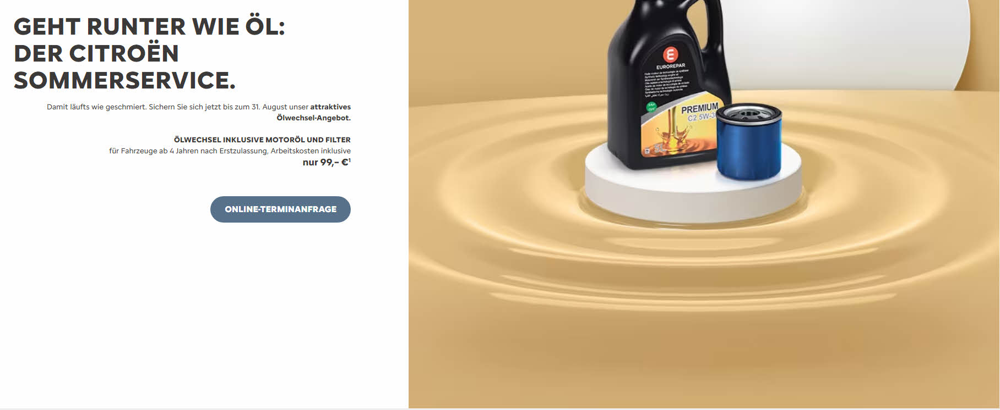 GEHT RUNTER WIE ÖL:
DER CITROËN
SOMMERSERVICE.
Damit läufts wie geschmiert. Sichern Sie sich jetzt bis zum 31. August unser attraktives
Ölwechsel-Angebot.
ÖLWECHSEL INKLUSIVE MOTORÖL UND FILTER
für Fahrzeuge ab 4 Jahren nach Erstzulassung, Arbeitskosten inklusive
nur 99,– €¹
ONLINE-TERMINANFRAGE
EUROREPAR
PREMIUM
C2 5W-30